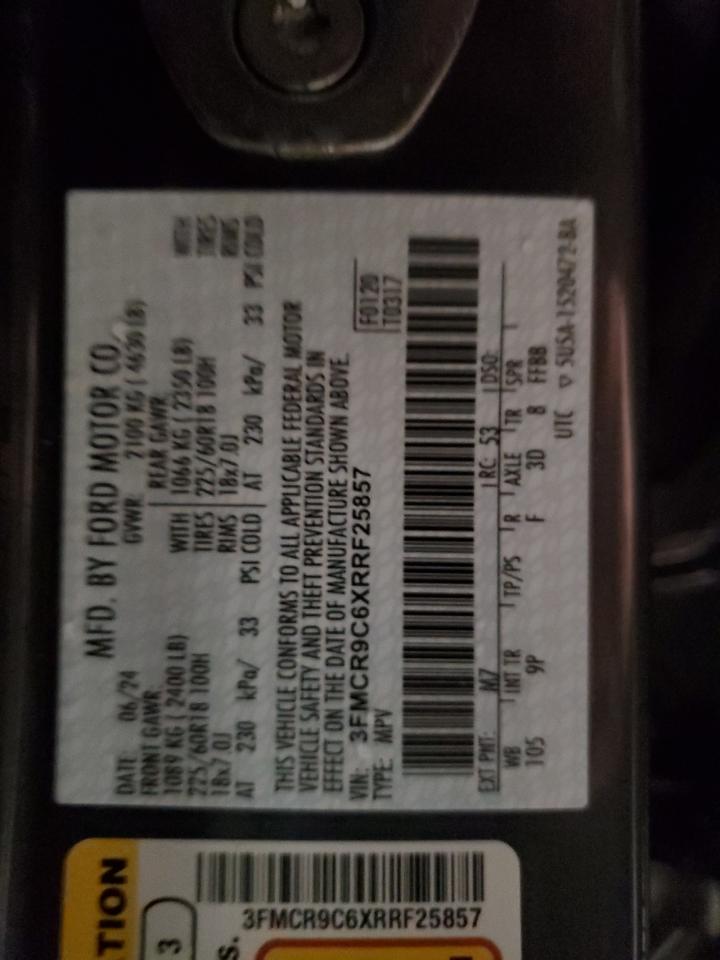 MFD. BY FORD MOTOR CO.
DATE: 06/24 GVWR: 2100 KG ( 4630 LB)
FRONT GAWR: REAR GAWR:
1089 KG ( 2400 LB) WITH 1066 KG ( 2350 LB) WITH
225/60R18 100H TIRES 225/60R18 100H TIRES
18x7.0J RIMS 18x7.0J RIMS
AT 230 kPa/ 33 PSI COLD AT 230 kPa/ 33 PSI COLD
THIS VEHICLE CONFORMS TO ALL APPLICABLE FEDERAL MOTOR
VEHICLE SAFETY AND THEFT PREVENTION STANDARDS IN
EFFECT ON THE DATE OF MANUFACTURE SHOWN ABOVE.
VIN: 3FMCR9C6XRRF25857 F0120
TYPE: MPV T0317
EXT PNT: M7 RC: 53 DSO:
WB INT TR TP/PS R AXLE TR SPR
105 9P F 3D 8 FFBB
UTC ▽ 5USA-1520472-BA
TION
3
S.
3FMCR9C6XRRF25857